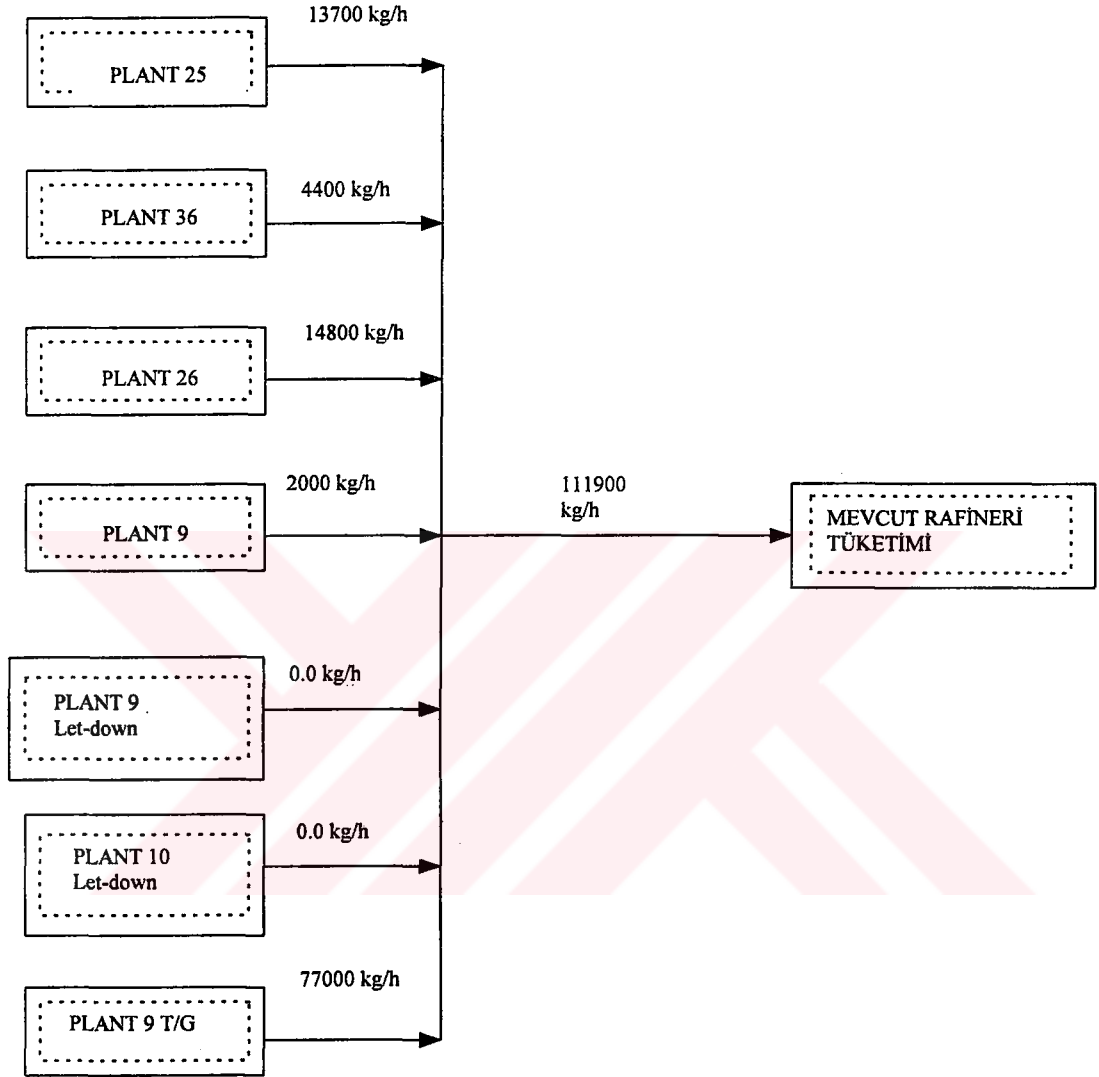 13700 kg/h
PLANT 25
4400 kg/h
PLANT 36
14800 kg/h
PLANT 26
2000 kg/h
PLANT 9
111900
kg/h
MEVCUT RAFİNERİ
TÜKETİMİ
0.0 kg/h
PLANT 9
Let-down
0.0 kg/h
PLANT 10
Let-down
77000 kg/h
PLANT 9 T/G